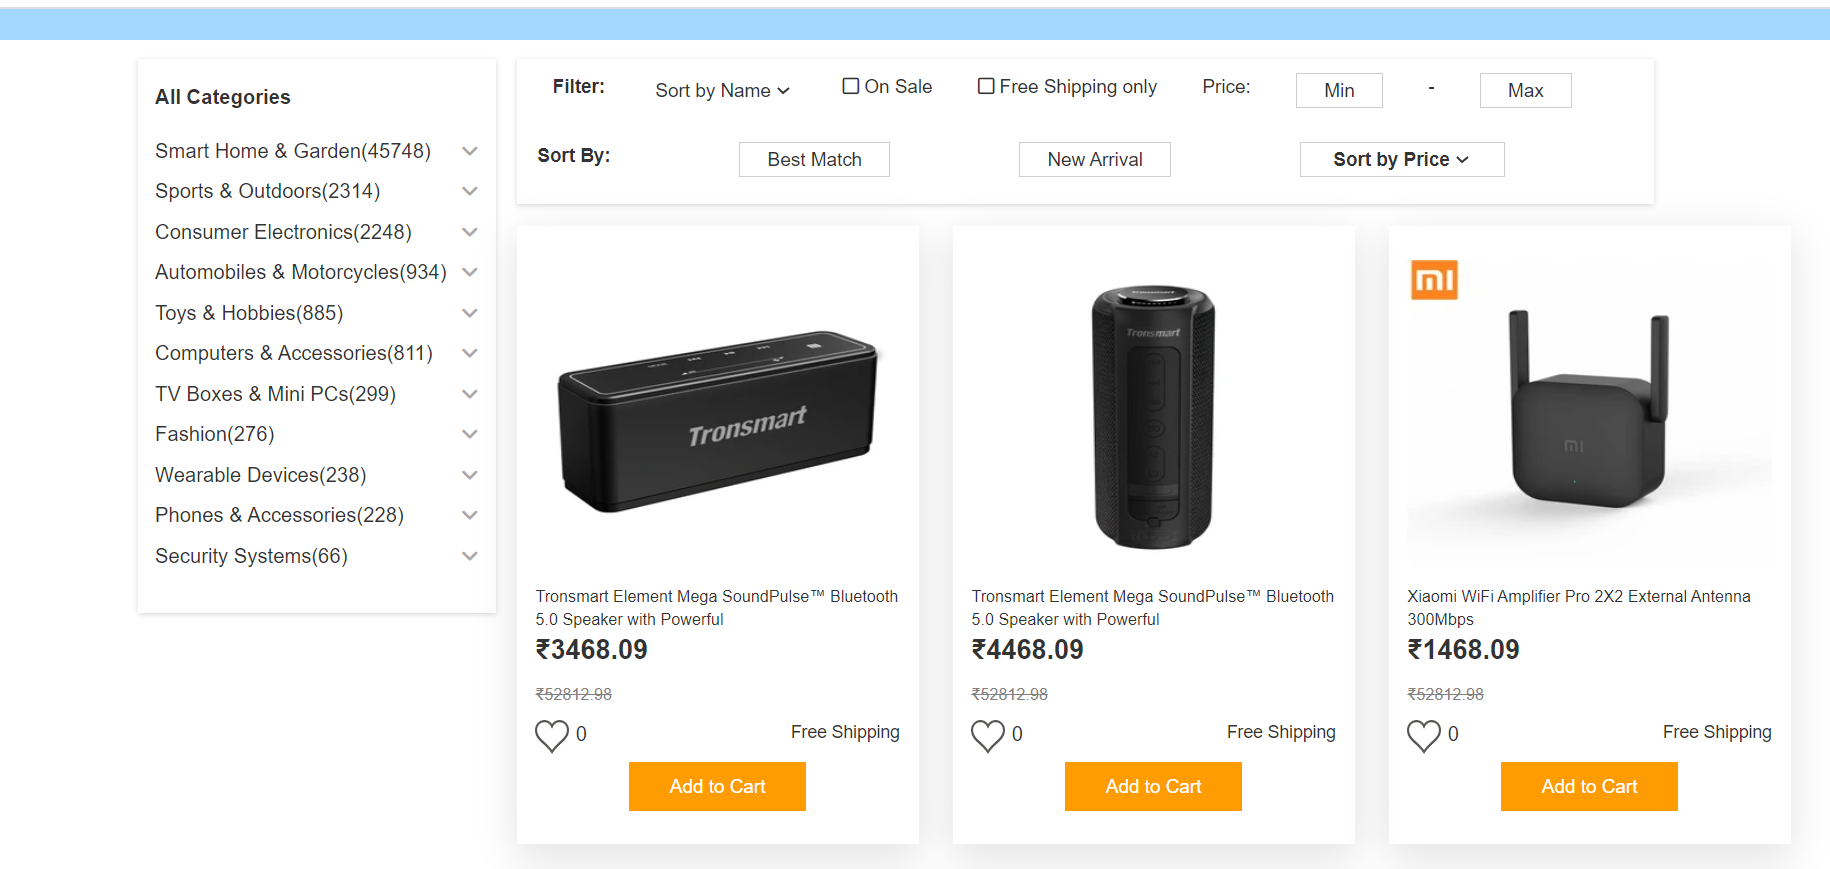 All Categories
Smart Home & Garden(45748)
Sports & Outdoors(2314)
Consumer Electronics(2248)
Automobiles & Motorcycles(934)
Toys & Hobbies(885)
Computers & Accessories(811)
TV Boxes & Mini PCs(299)
Fashion(276)
Wearable Devices(238)
Phones & Accessories(228)
Security Systems(66)
Filter: Sort by Name On Sale Free Shipping only Price: Min - Max
Sort By: Best Match New Arrival Sort by Price
Tronsmart
Tronsmart Element Mega SoundPulse™ Bluetooth
5.0 Speaker with Powerful
₹3468.09
₹52812.98
0 Free Shipping
Add to Cart
Tronsmart
Tronsmart Element Mega SoundPulse™ Bluetooth
5.0 Speaker with Powerful
₹4468.09
₹52812.98
0 Free Shipping
Add to Cart
mi
mi
Xiaomi WiFi Amplifier Pro 2X2 External Antenna
300Mbps
₹1468.09
₹52812.98
0 Free Shipping
Add to Cart